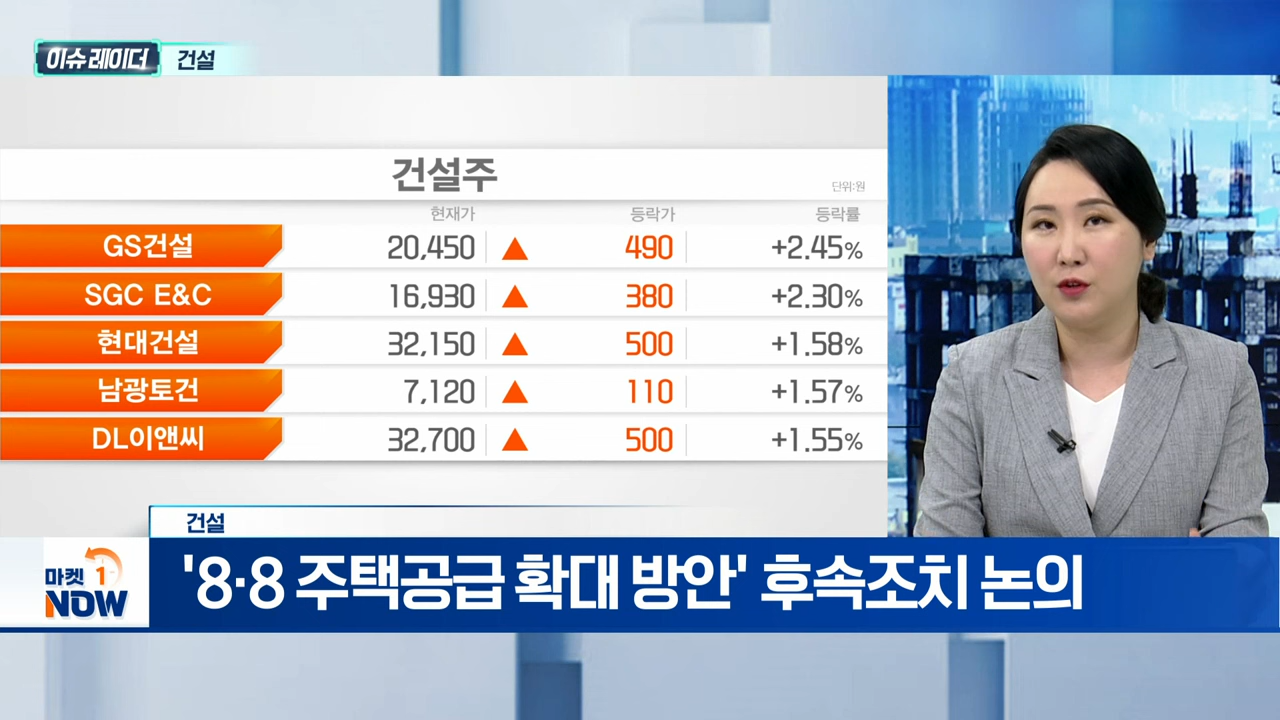 이슈 레이더 건설
건설주
단위:원
현재가 등락가 등락률
GS건설 20,450 ▲ 490 +2.45%
SGC E&C 16,930 ▲ 380 +2.30%
현대건설 32,150 ▲ 500 +1.58%
남광토건 7,120 ▲ 110 +1.57%
DL이앤씨 32,700 ▲ 500 +1.55%
건설
마켓 1
NOW
'8·8 주택공급 확대 방안' 후속조치 논의